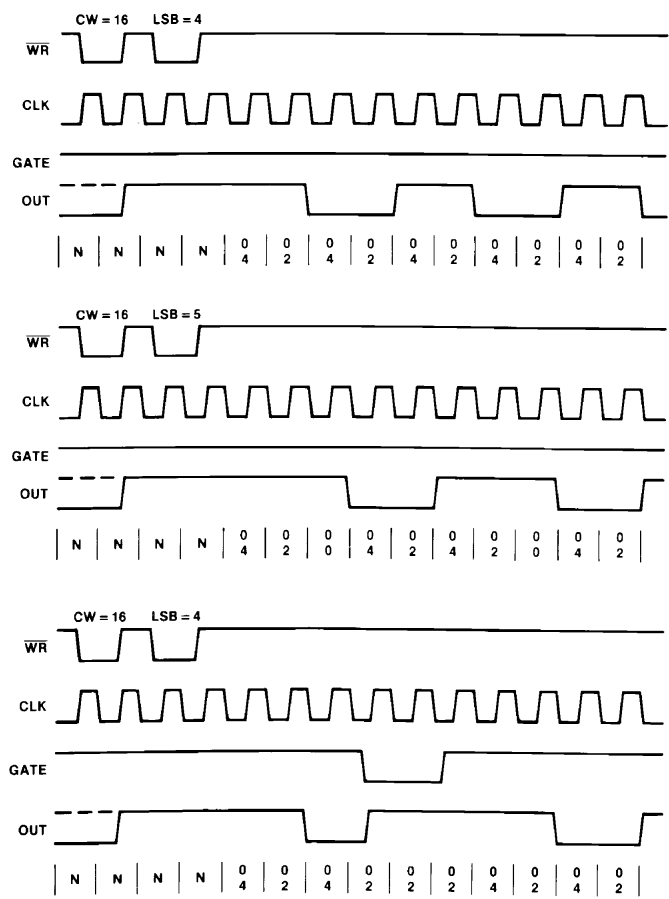 CW = 16 LSB = 4
WR
CLK
GATE
OUT
N N N N 0 0 0 0 0 0 0 0 0 0
4 2 4 2 4 2 4 2 4 2
CW = 16 LSB = 5
WR
CLK
GATE
OUT
N N N N 0 0 0 0 0 0 0 0 0 0
4 2 0 4 2 4 2 0 4 2
CW = 16 LSB = 4
WR
CLK
GATE
OUT
N N N N 0 0 0 0 0 0 0 0 0 0
4 2 4 2 2 2 4 2 4 2